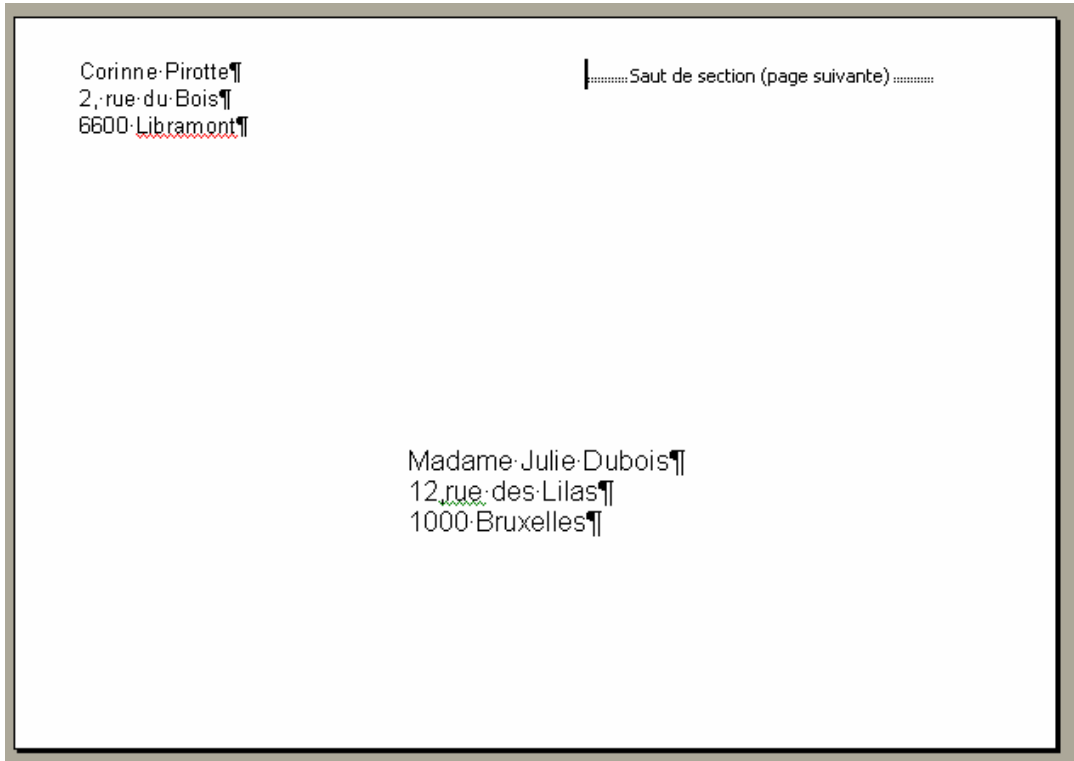 Corinne·Pirotte¶
2,·rue·du·Bois¶
6600·Libramont¶
Saut de section (page suivante)
Madame·Julie·Dubois¶
12,rue·des·Lilas¶
1000·Bruxelles¶